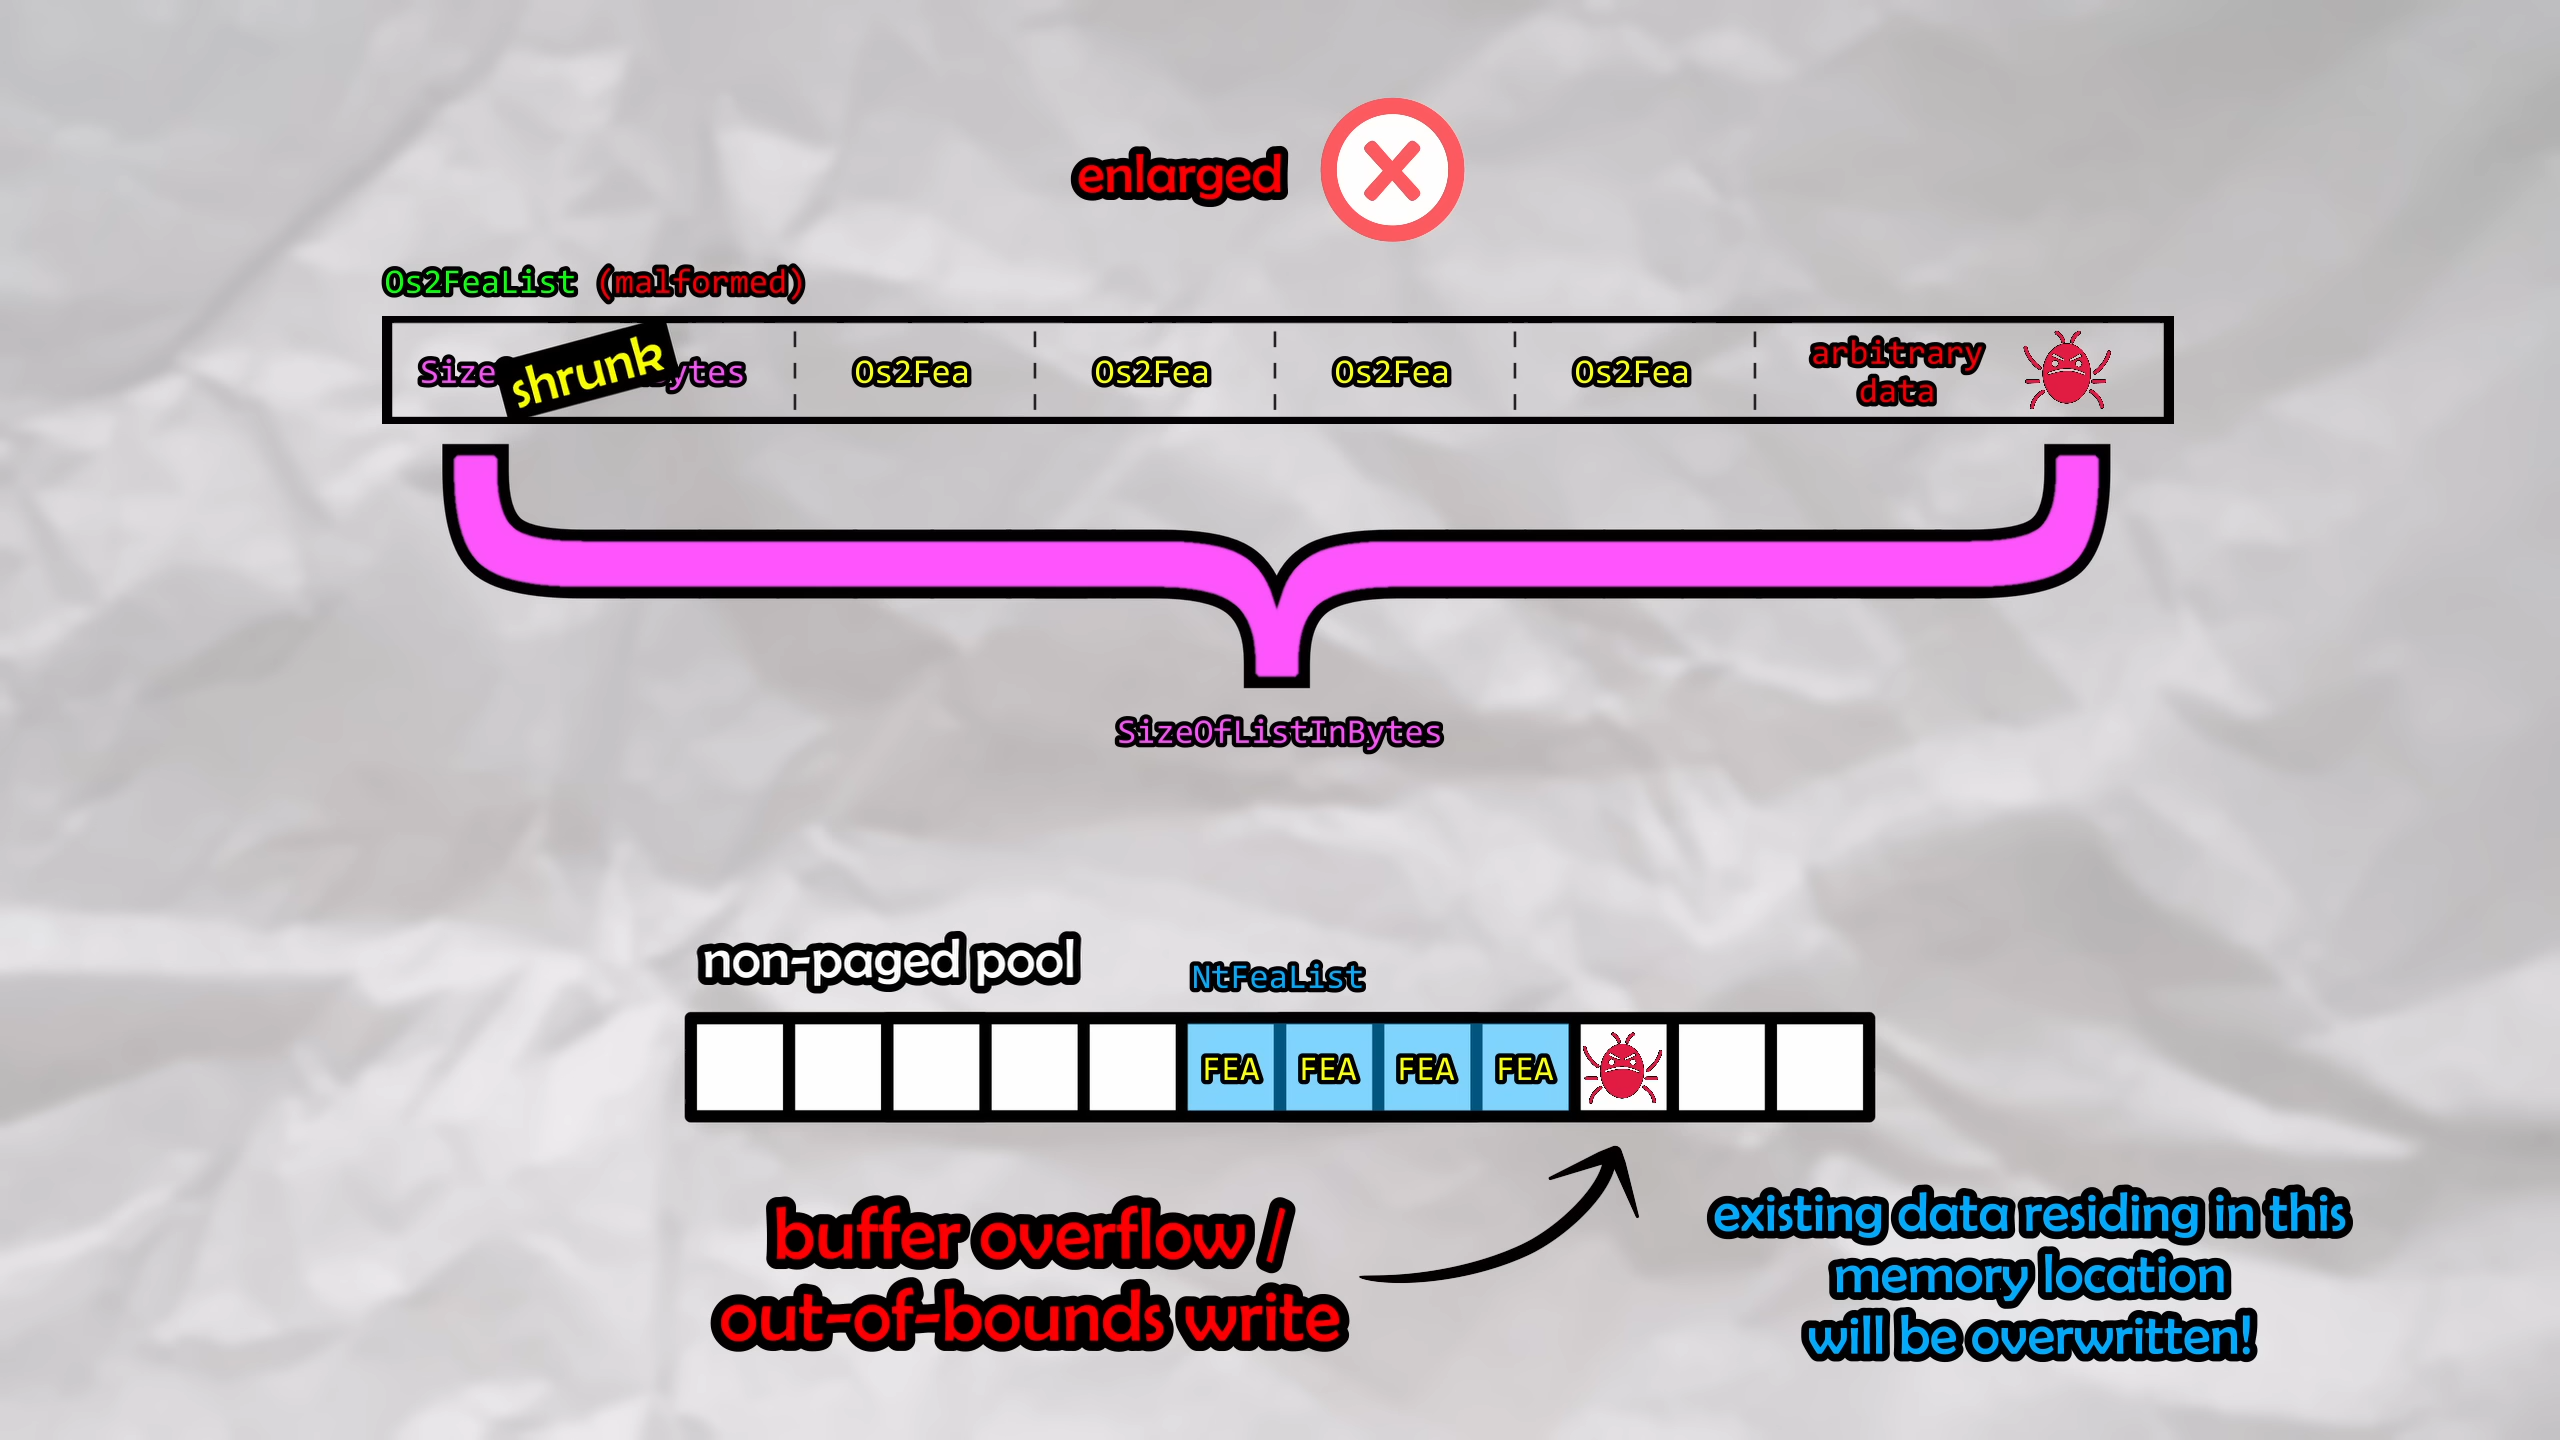 enlarged
Os2FeaList (malformed)
Size shrunk ytes Os2Fea Os2Fea Os2Fea Os2Fea arbitrary
data
SizeOfListInBytes
non-paged pool NtFeaList
FEA FEA FEA FEA
buffer overflow /
out-of-bounds write
existing data residing in this
memory location
will be overwritten!